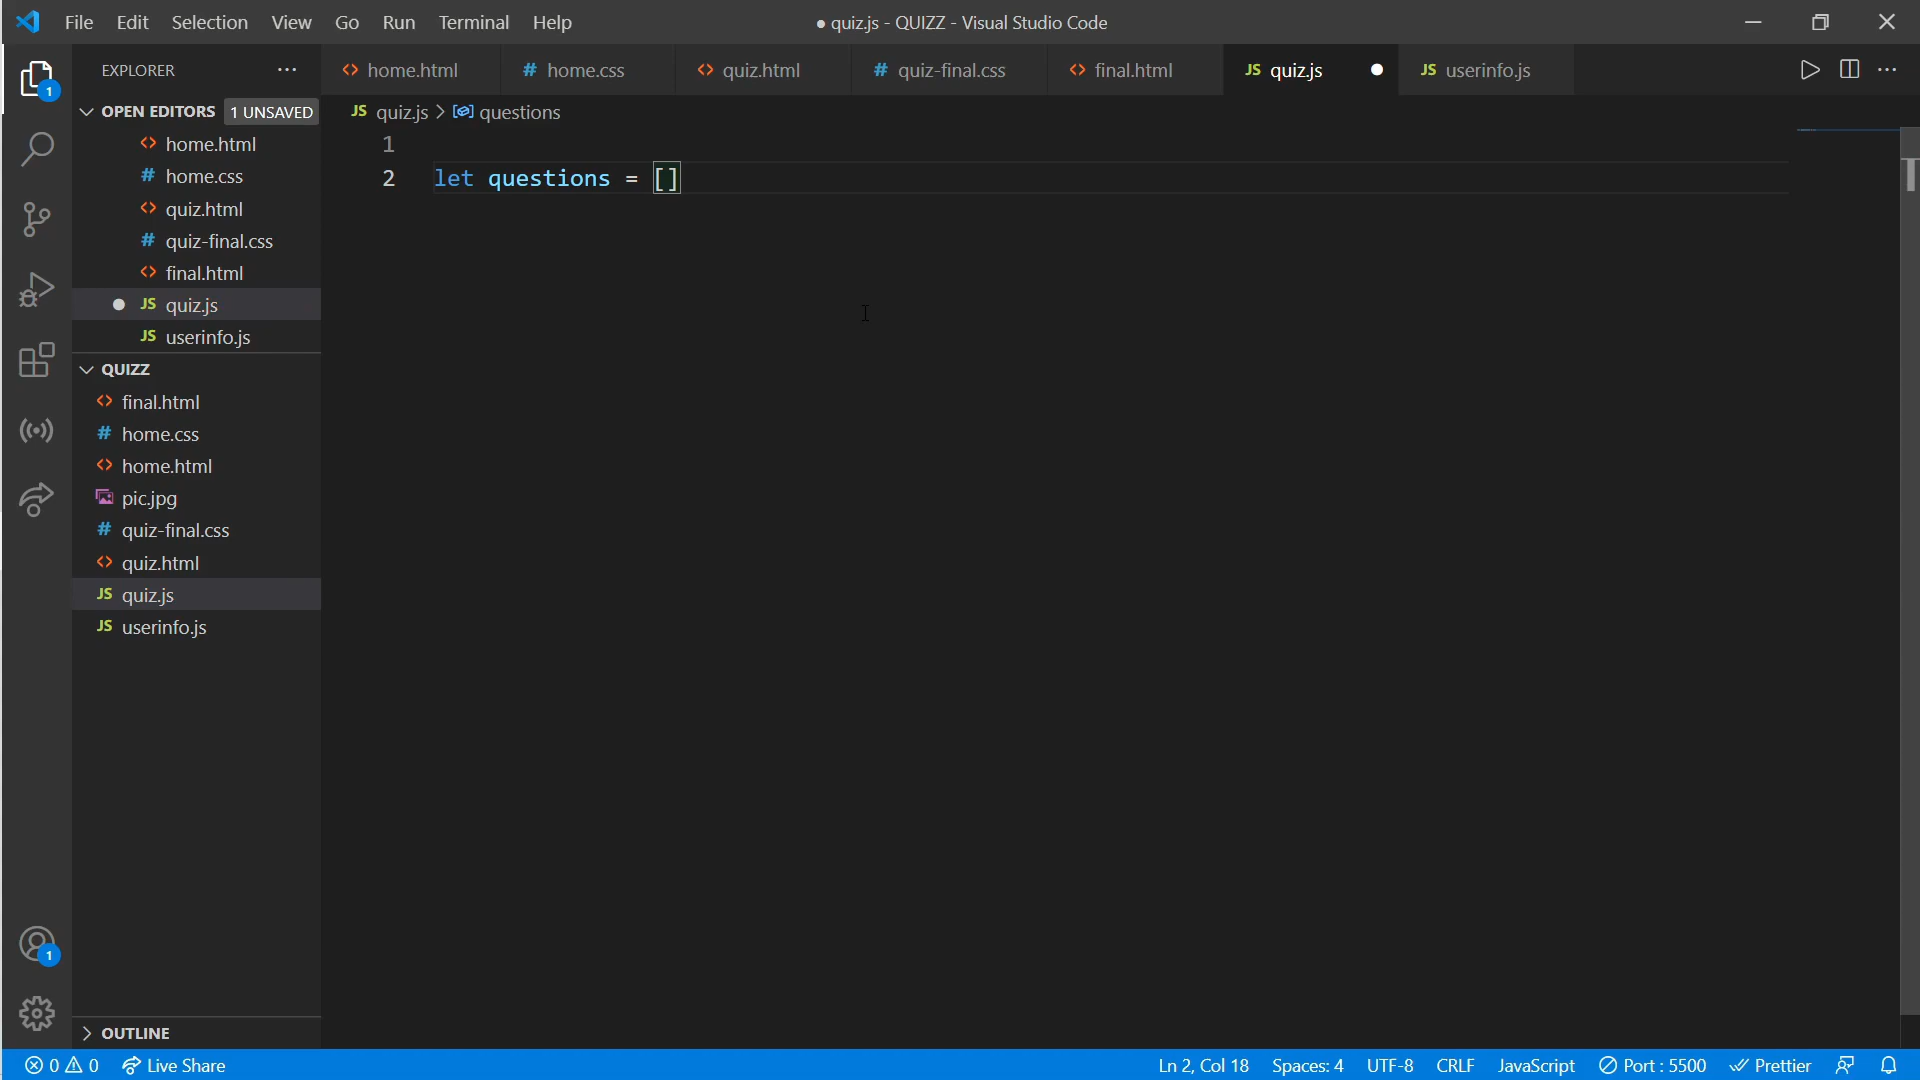 File Edit Selection View Go Run Terminal Help ● quiz.js - QUIZZ - Visual Studio Code
EXPLORER ··· <> home.html # home.css <> quiz.html # quiz-final.css <> final.html JS quiz.js ● JS userinfo.js ···
1
OPEN EDITORS 1 UNSAVED JS quiz.js > questions
<> home.html 1
# home.css 2 let questions = []
<> quiz.html
# quiz-final.css
<> final.html
● JS quiz.js
JS userinfo.js
QUIZZ
<> final.html
# home.css
<> home.html
pic.jpg
# quiz-final.css
<> quiz.html
JS quiz.js
JS userinfo.js
1
OUTLINE
0 0 Live Share Ln 2, Col 18 Spaces: 4 UTF-8 CRLF JavaScript Port : 5500 Prettier